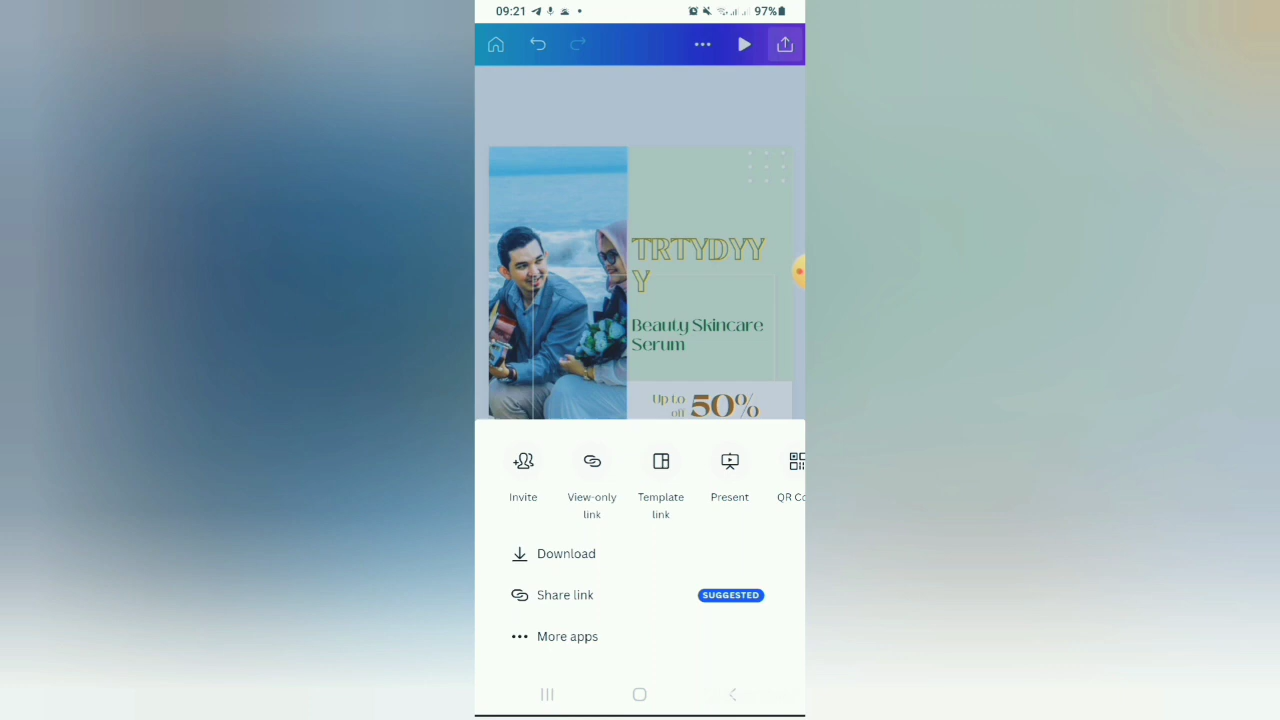 09:21
97%
TRTYDYY
Y
Beauty Skincare
Serum
Up to
off
50%
Invite
View-only
link
Template
link
Present
QR Co
Download
Share link
SUGGESTED
More apps